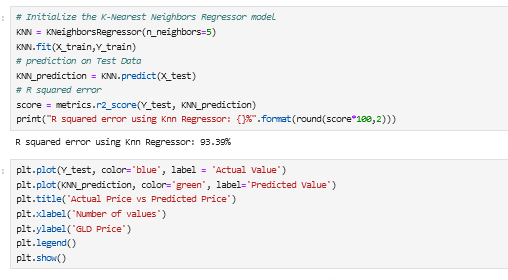 # Initialize the K-Nearest Neighbors Regressor model
KNN = KNeighborsRegressor(n_neighbors=5)
KNN.fit(X_train,Y_train)
# prediction on Test Data
KNN_prediction = KNN.predict(X_test)
# R squared error
score = metrics.r2_score(Y_test, KNN_prediction)
print("R squared error using Knn Regressor: {}%".format(round(score*100,2)))
R squared error using Knn Regressor: 93.39%
plt.plot(Y_test, color='blue', label = 'Actual Value')
plt.plot(KNN_prediction, color='green', label='Predicted Value')
plt.title('Actual Price vs Predicted Price')
plt.xlabel('Number of values')
plt.ylabel('GLD Price')
plt.legend()
plt.show()